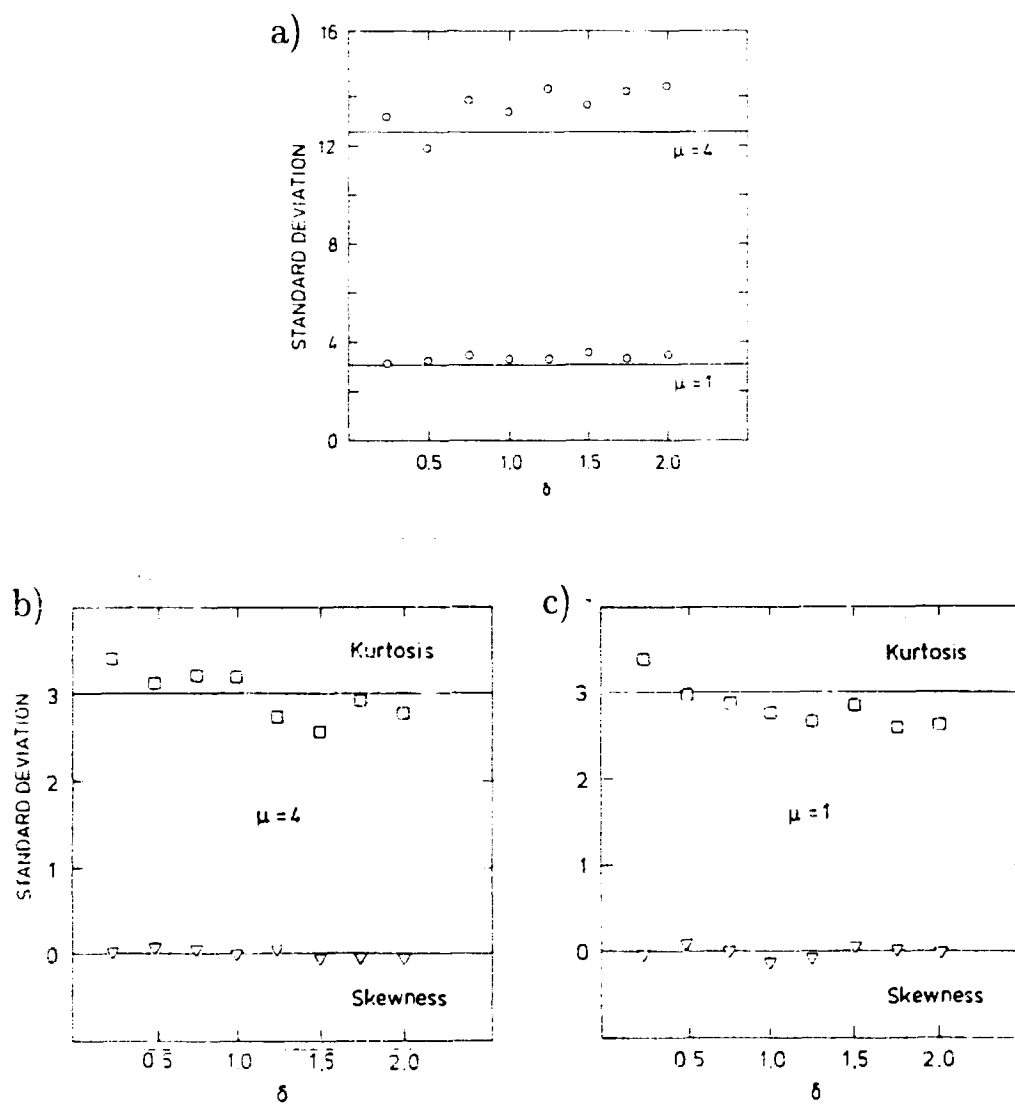 a)
16
12
8
4
0
STANDARD DEVIATION
μ = 4
μ = 1
0.5 1.0 1.5 2.0
δ
b)
Kurtosis
3
2
1
0
STANDARD DEVIATION
μ = 4
Skewness
0.5 1.0 1.5 2.0
δ
c)
Kurtosis
3
2
1
0
μ = 1
Skewness
0.5 1.0 1.5 2.0
δ